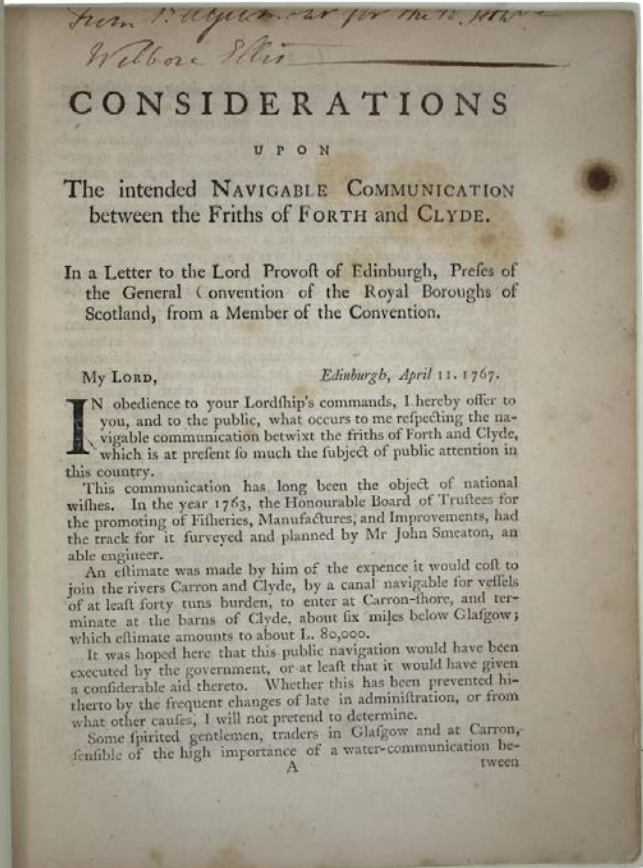 From
for the
Welbore Ellis
CONSIDERATIONS
UPON
The intended NAVIGABLE COMMUNICATION
between the Friths of FORTH and CLYDE.
In a Letter to the Lord Provoſt of Edinburgh, Preſes of
the General Convention of the Royal Boroughs of
Scotland, from a Member of the Convention.
My LORD, Edinburgh, April 11. 1767.
IN obedience to your Lordſhip's commands, I hereby offer to
you, and to the public, what occurs to me reſpecting the na-
vigable communication betwixt the friths of Forth and Clyde,
which is at preſent ſo much the ſubject of public attention in
this country.
This communication has long been the object of national
wiſhes. In the year 1763, the Honourable Board of Truſtees for
the promoting of Fiſheries, Manufactures, and Improvements, had
the track for it ſurveyed and planned by Mr John Smeaton, an
able engineer.
An eſtimate was made by him of the expence it would coſt to
join the rivers Carron and Clyde, by a canal navigable for veſſels
of at leaſt forty tuns burden, to enter at Carron-ſhore, and ter-
minate at the barns of Clyde, about ſix miles below Glaſgow;
which eſtimate amounts to about L. 80,000.
It was hoped here that this public navigation would have been
executed by the government, or at leaſt that it would have given
a conſiderable aid thereto. Whether this has been prevented hi-
therto by the frequent changes of late in adminiſtration, or from
what other cauſes, I will not pretend to determine.
Some ſpirited gentlemen, traders in Glaſgow and at Carron,
ſenſible of the high importance of a water-communication be-
A tween